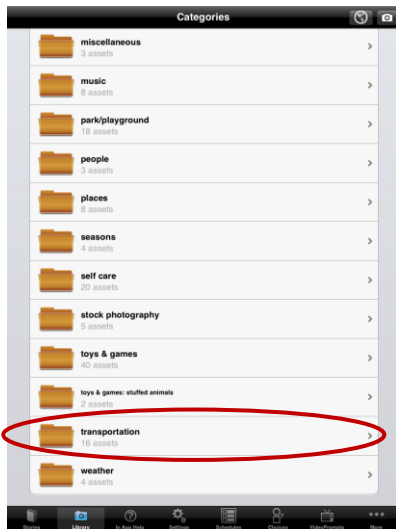 Categories
miscellaneous
3 assets
music
8 assets
park/playground
18 assets
people
3 assets
places
8 assets
seasons
4 assets
self care
20 assets
stock photography
5 assets
toys & games
40 assets
toys & games: stuffed animals
2 assets
transportation
16 assets
weather
4 assets
Stories Library In App Help Settings Schedules Choices VideoPrompts More